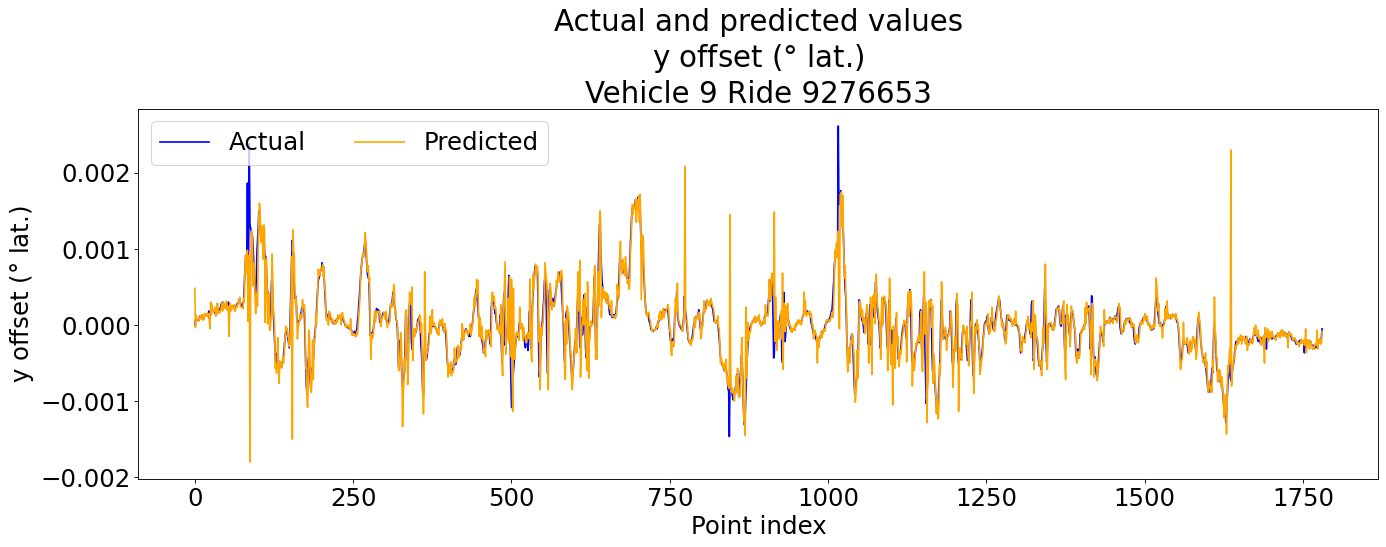 Actual and predicted values
y offset (° lat.)
Vehicle 9 Ride 9276653
Actual
Predicted
y offset (° lat.)
0.002
0.001
0.000
−0.001
−0.002
0
250
500
750
1000
1250
1500
1750
Point index